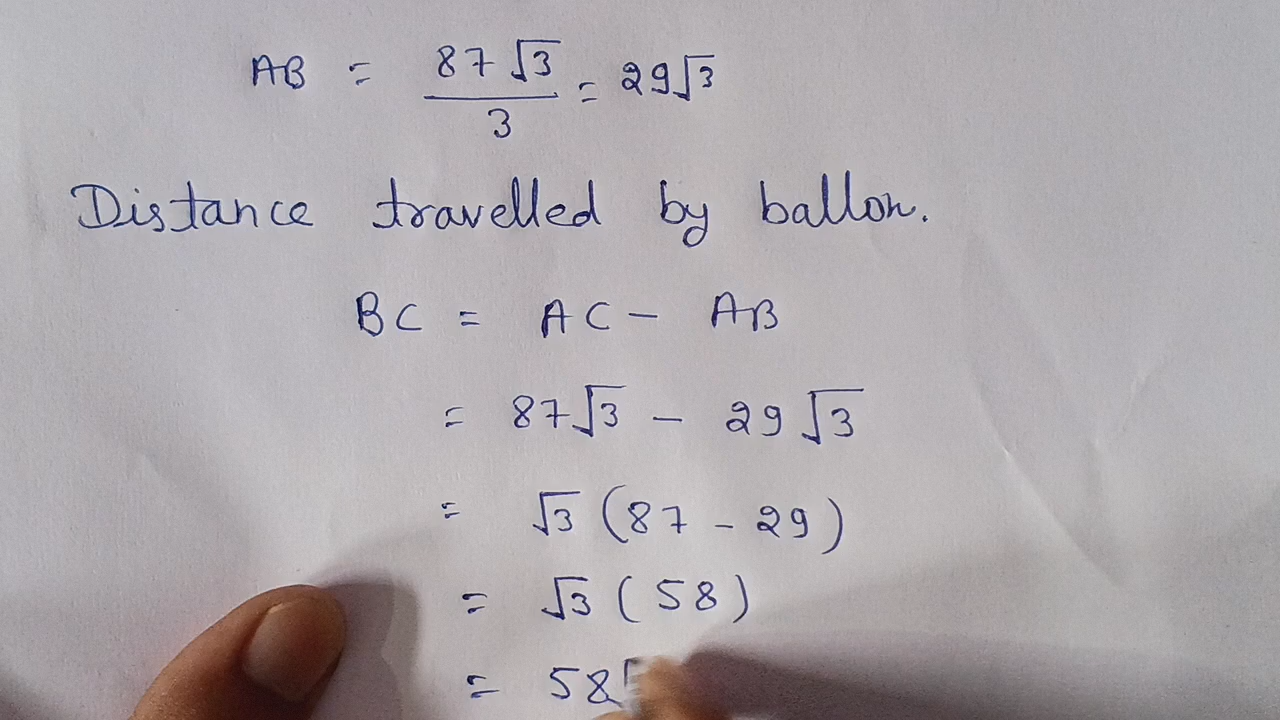 AB = 87√3 / 3 = 29√3
Distance travelled by ballon.
BC = AC - AB
= 87√3 - 29√3
= √3 (87 - 29)
= √3 (58)
= 58√